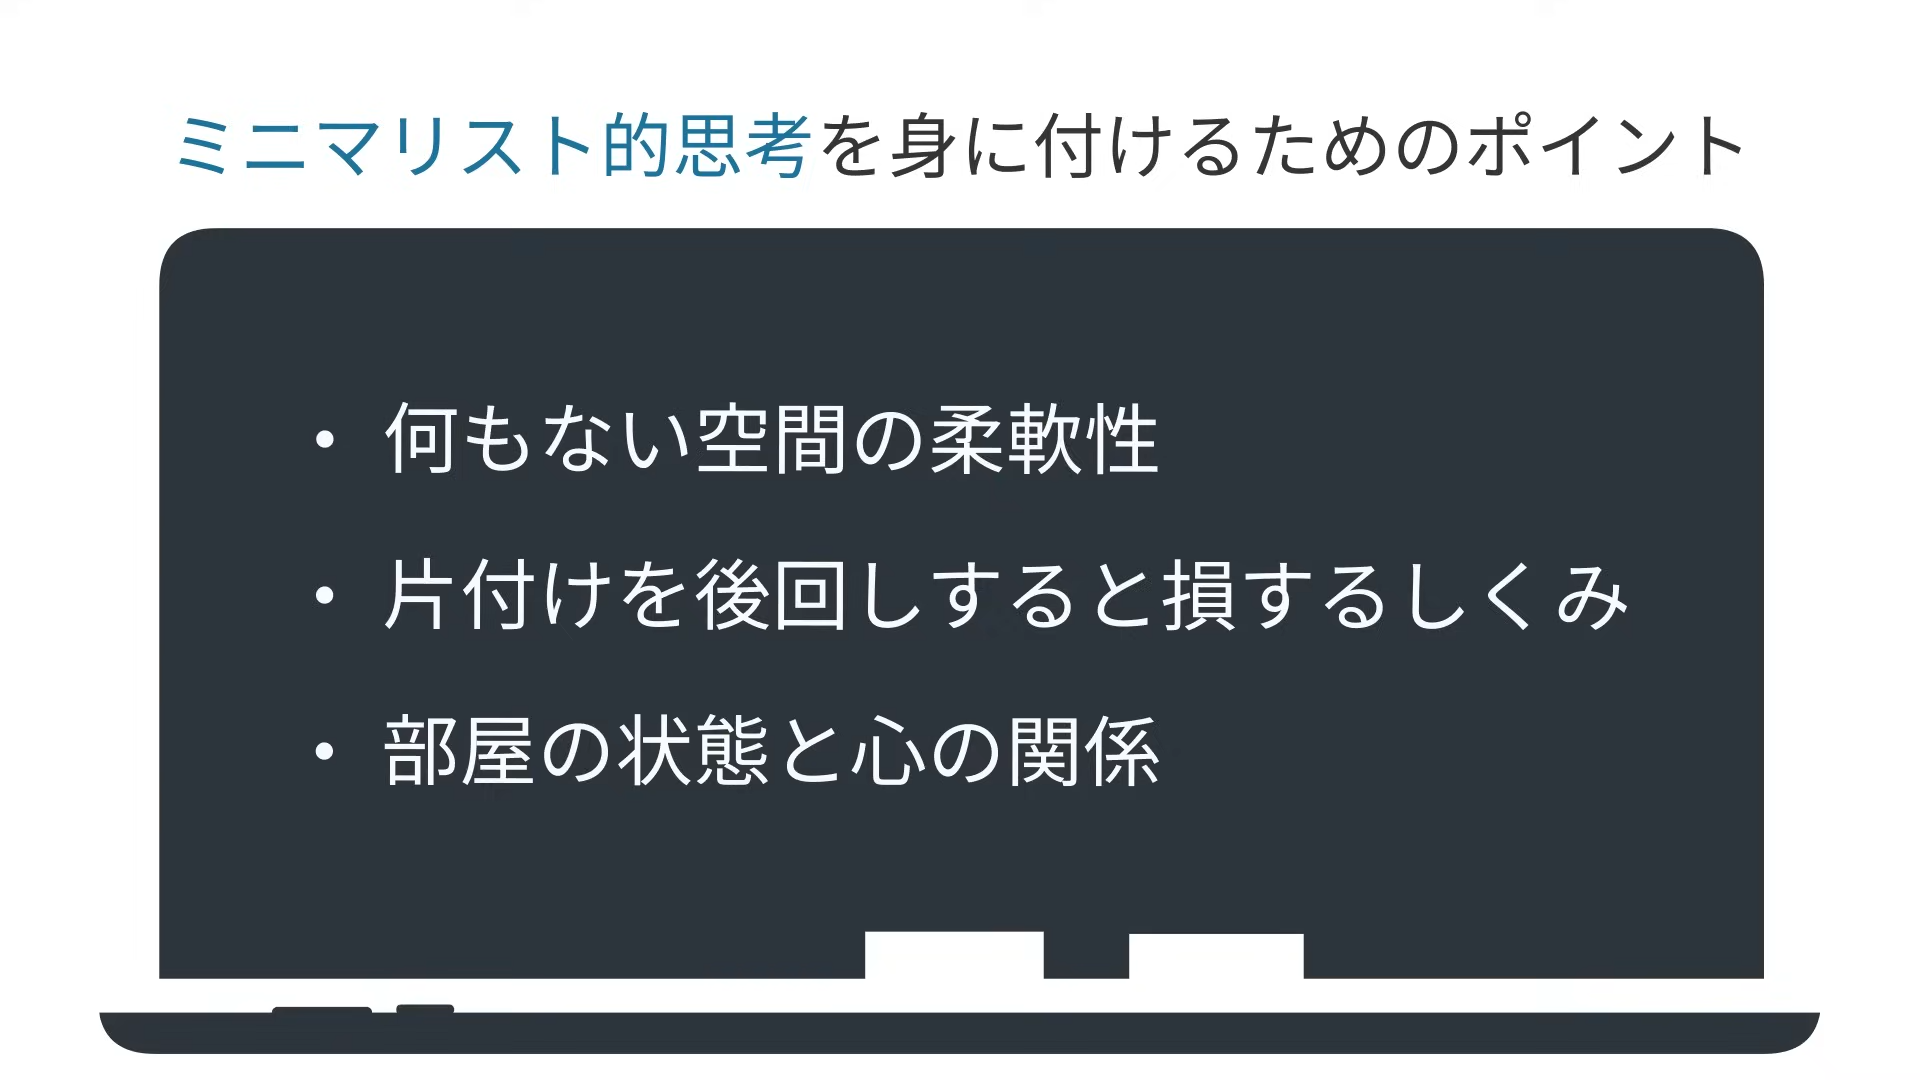 ミニマリスト的思考を身に付けるためのポイント
・何もない空間の柔軟性
・片付けを後回しすると損するしくみ
・部屋の状態と心の関係